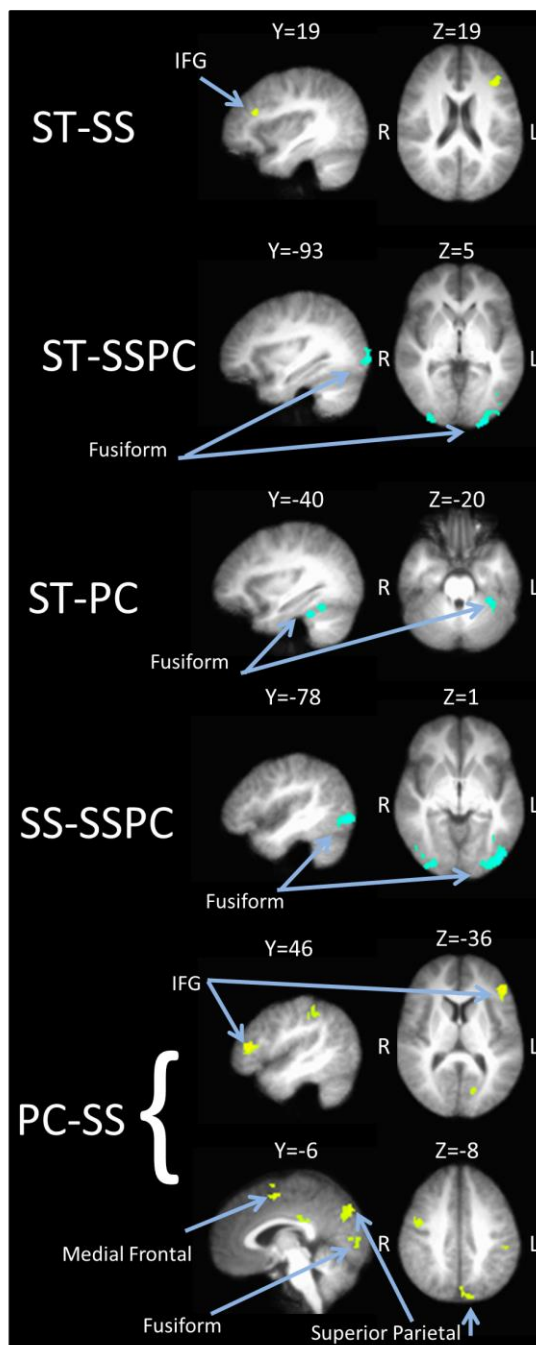 Y=19 Z=19
IFG
ST-SS
R L
Y=-93 Z=5
ST-SSPC
R L
Fusiform
Y=-40 Z=-20
ST-PC
R L
Fusiform
Y=-78 Z=1
SS-SSPC
R L
Fusiform
Y=46 Z=-36
IFG
R L
PC-SS {
Y=-6 Z=-8
Medial Frontal
R L
Fusiform
Superior Parietal